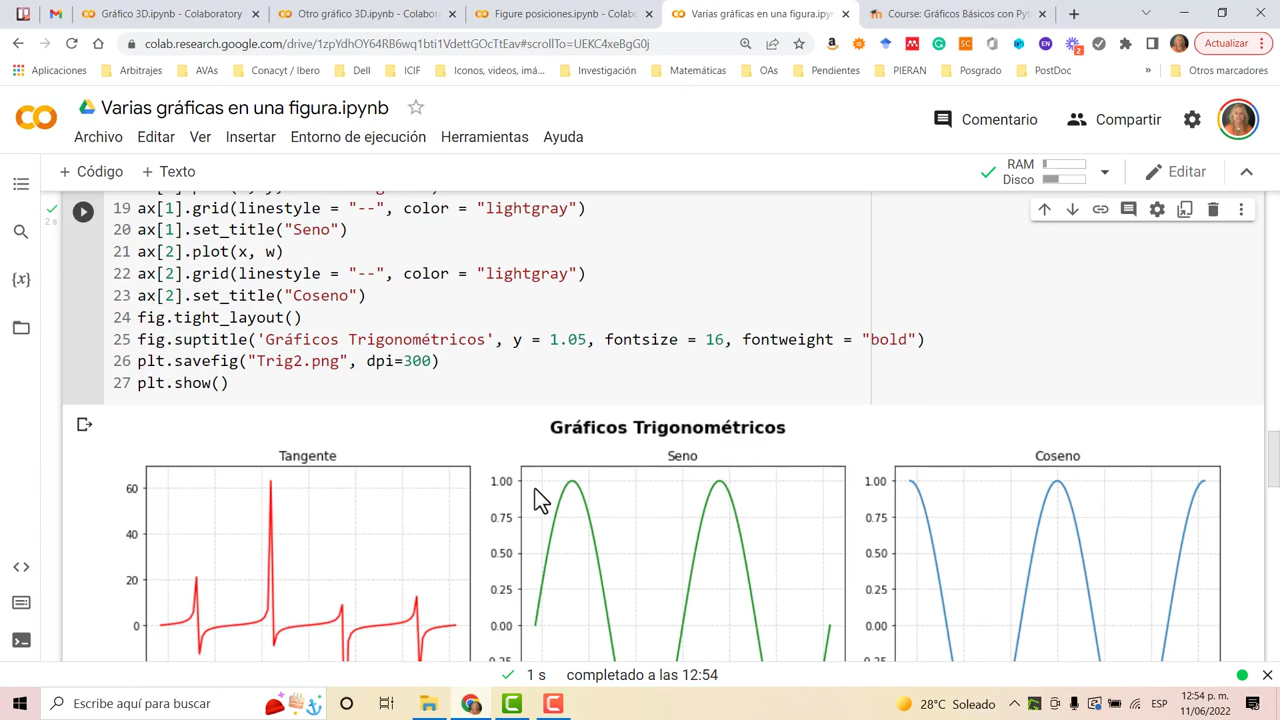 Gráfico 3D.ipynb - Colaboratory
Otro gráfico 3D.ipynb - Colabora
Figure posiciones.ipynb - Colabo
Varias gráficas en una figura.ipyn
Course: Gráficos Básicos con Pyt
colab.research.google.com/drive/1zpVdhOYf4RB6wq1bti1VdettGTcTtEav#scrollTo=UEKC4xeBgG0j
Actualizar
Aplicaciones
Arbitrajes
AVAs
Conacyt / Ibero
Deli
ICIF
Iconos, videos, imá...
Investigación
Matemáticas
OAs
Pendientes
PIERAN
Posgrado
PostDoc
»
Otros marcadores
Varias gráficas en una figura.ipynb
Comentario
Compartir
Archivo Editar Ver Insertar Entorno de ejecución Herramientas Ayuda
+ Código + Texto
RAM
Disco
Editar
2 s
19 ax[1].grid(linestyle = "--", color = "lightgray")
20 ax[1].set_title("Seno")
21 ax[2].plot(x, w)
22 ax[2].grid(linestyle = "--", color = "lightgray")
23 ax[2].set_title("Coseno")
24 fig.tight_layout()
25 fig.suptitle('Gráficos Trigonométricos', y = 1.05, fontsize = 16, fontweight = "bold")
26 plt.savefig("Trig2.png", dpi=300)
27 plt.show()
Gráficos Trigonométricos
Tangente
Seno
Coseno
60
40
20
0
1.00
0.75
0.50
0.25
0.00
1.00
0.75
0.50
0.25
0.00
1 s completado a las 12:54
Escribe aquí para buscar
28°C Soleado
ESP
12:54 p. m.
11/06/2022